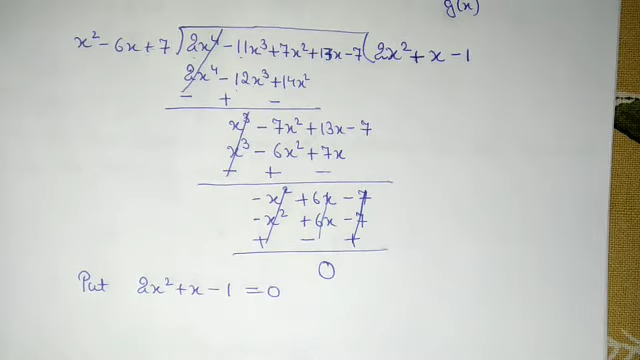 g(x)
x² - 6x + 7 ) 2x⁴ - 11x³ + 7x² + 13x - 7 ( 2x² + x - 1
2x⁴ - 12x³ + 14x²
- + -
x³ - 7x² + 13x - 7
x³ - 6x² + 7x
- + -
- x² + 6x - 7
- x² + 6x - 7
+ - +
0
Put 2x² + x - 1 = 0